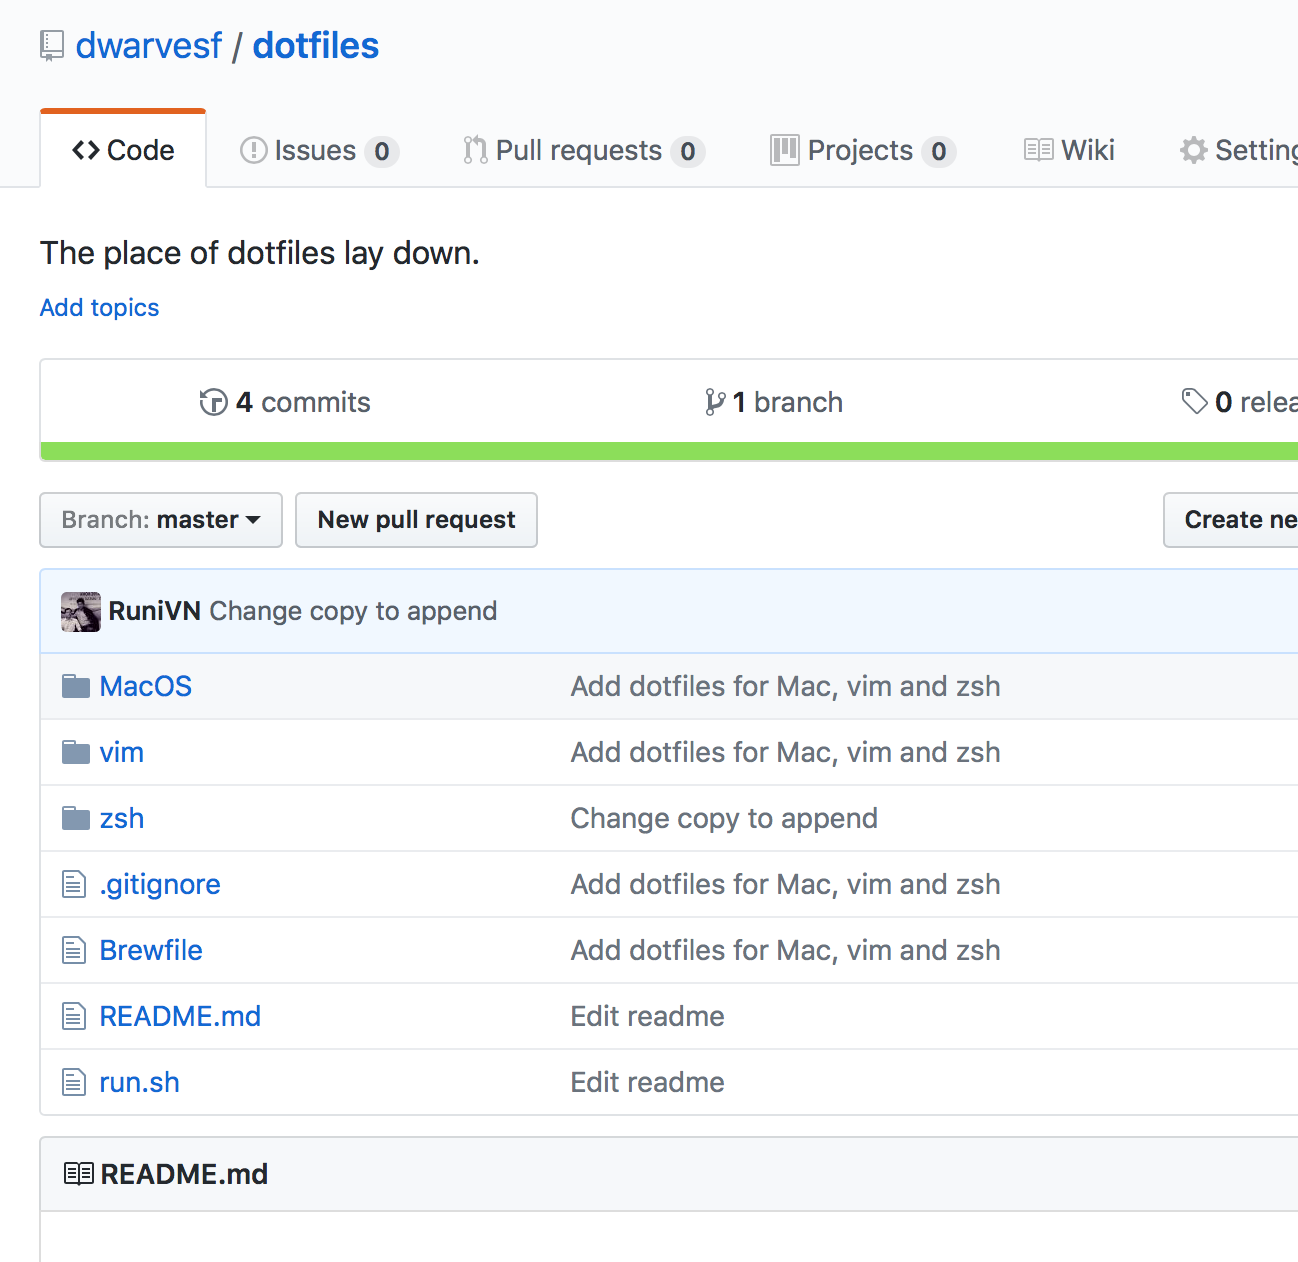 dwarvesf / dotfiles
Code Issues 0 Pull requests 0 Projects 0 Wiki Setting
The place of dotfiles lay down.
Add topics
4 commits 1 branch 0 relea
Branch: master New pull request Create ne
RuniVN Change copy to append
MacOS Add dotfiles for Mac, vim and zsh
vim Add dotfiles for Mac, vim and zsh
zsh Change copy to append
.gitignore Add dotfiles for Mac, vim and zsh
Brewfile Add dotfiles for Mac, vim and zsh
README.md Edit readme
run.sh Edit readme
README.md